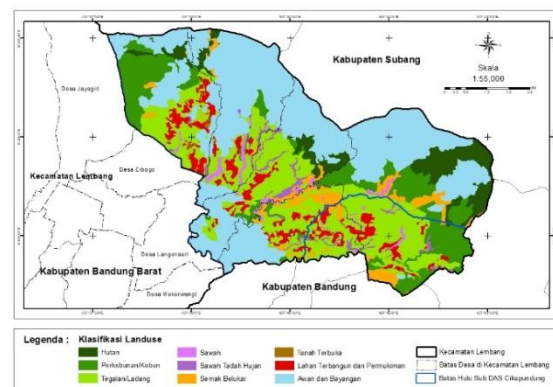 Kabupaten Subang
Skala
1:55,000
Desa Jayagiri
Desa Cibogo
Kecamatan Lembang
Desa Langensari
Kabupaten Bandung Barat
Desa Wekarwangi
Kabupaten Bandung
Legenda : Klasifikasi Landuse
Hutan
Perkebunan/Kebun
Tegalan/Ladang
Sawah
Sawah Tadah Hujan
Semak Belukar
Tanah Terbuka
Lahan Terbangun dan Permukiman
Awan dan Bayangan
Kecamatan Lembang
Batas Desa di Kecamatan Lembang
Batas Hulu Sub DAS Cikapundung